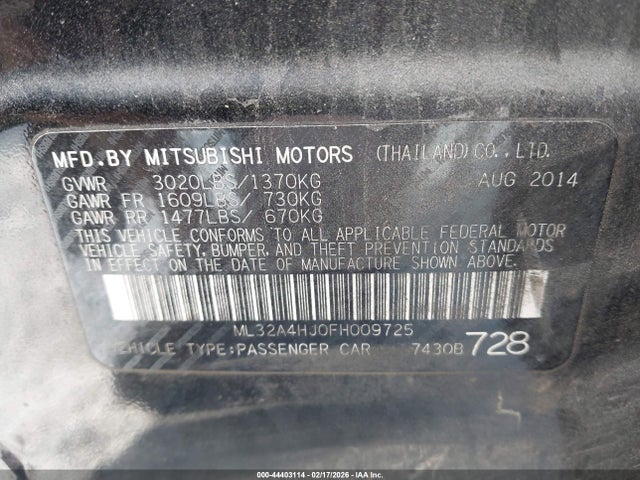 MFD.BY MITSUBISHI MOTORS (THAILAND)CO.,LTD.
GVWR 3020LBS/1370KG AUG 2014
GAWR FR 1609LBS/ 730KG
GAWR RR 1477LBS/ 670KG
THIS VEHICLE CONFORMS TO ALL APPLICABLE FEDERAL MOTOR
VEHICLE SAFETY, BUMPER, AND THEFT PREVENTION STANDARDS
IN EFFECT ON THE DATE OF MANUFACTURE SHOWN ABOVE.
ML32A4HJ0FH009725
VEHICLE TYPE:PASSENGER CAR 7430B 728
000-44403114 - 02/17/2026 - IAA Inc.